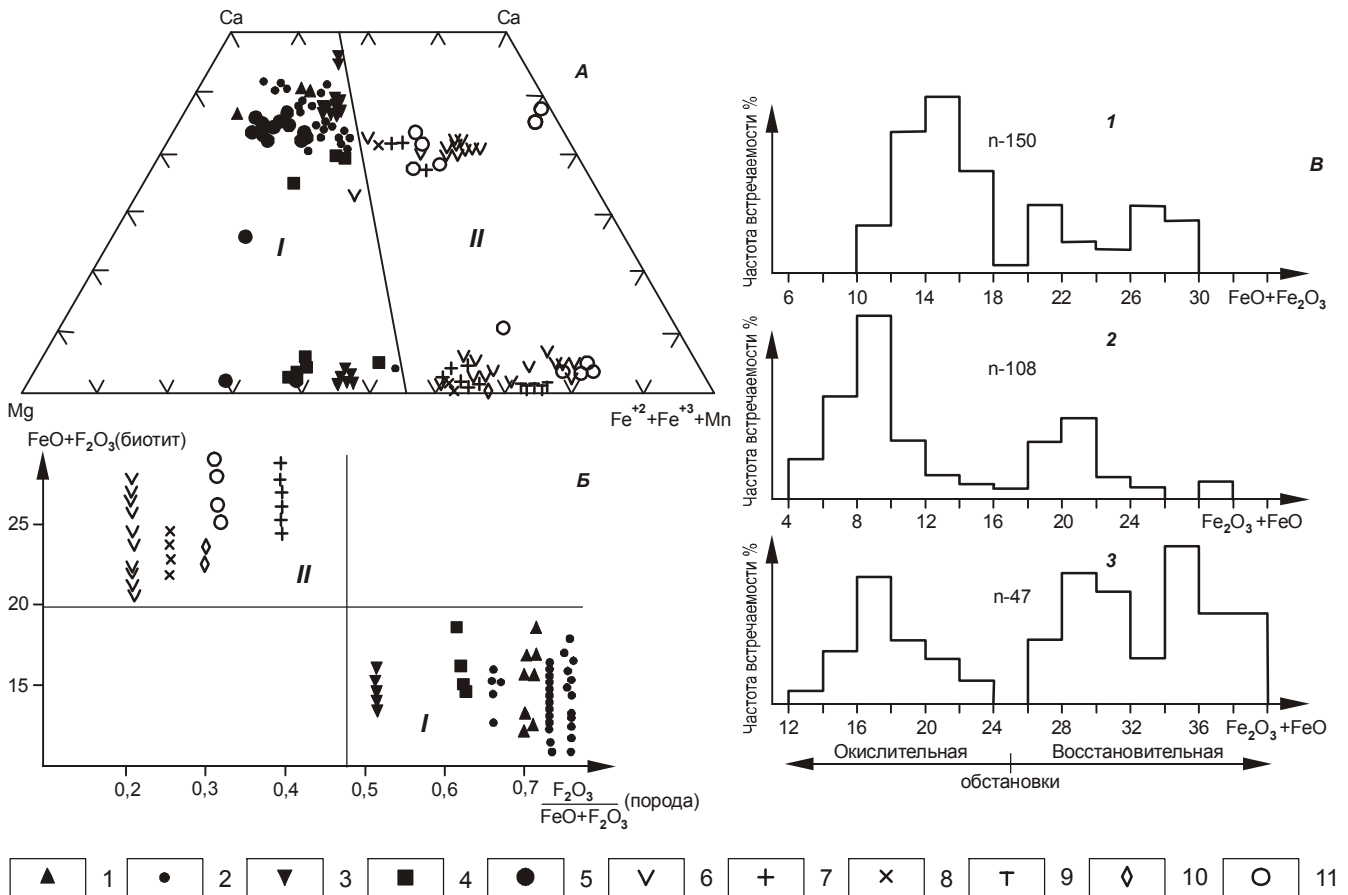 Ca
Ca
А
I
II
Mg
Fe⁺²+Fe⁺³+Mn
FeO+F₂O₃(биотит)
Б
25
20
15
II
I
0,2 0,3 0,4 0,5 0,6 0,7
F₂O₃
FeO+F₂O₃
(порода)
В
Частота встречаемости %
1
n-150
6 10 14 18 22 26 30
FeO+Fe₂O₃
Частота встречаемости %
2
n-108
4 8 12 16 20 24
Fe₂O₃+FeO
Частота встречаемости %
3
n-47
12 16 20 24 28 32 36
Fe₂O₃+FeO
Окислительная Восстановительная
обстановки
1 2 3 4 5 6 7 8 9 10 11